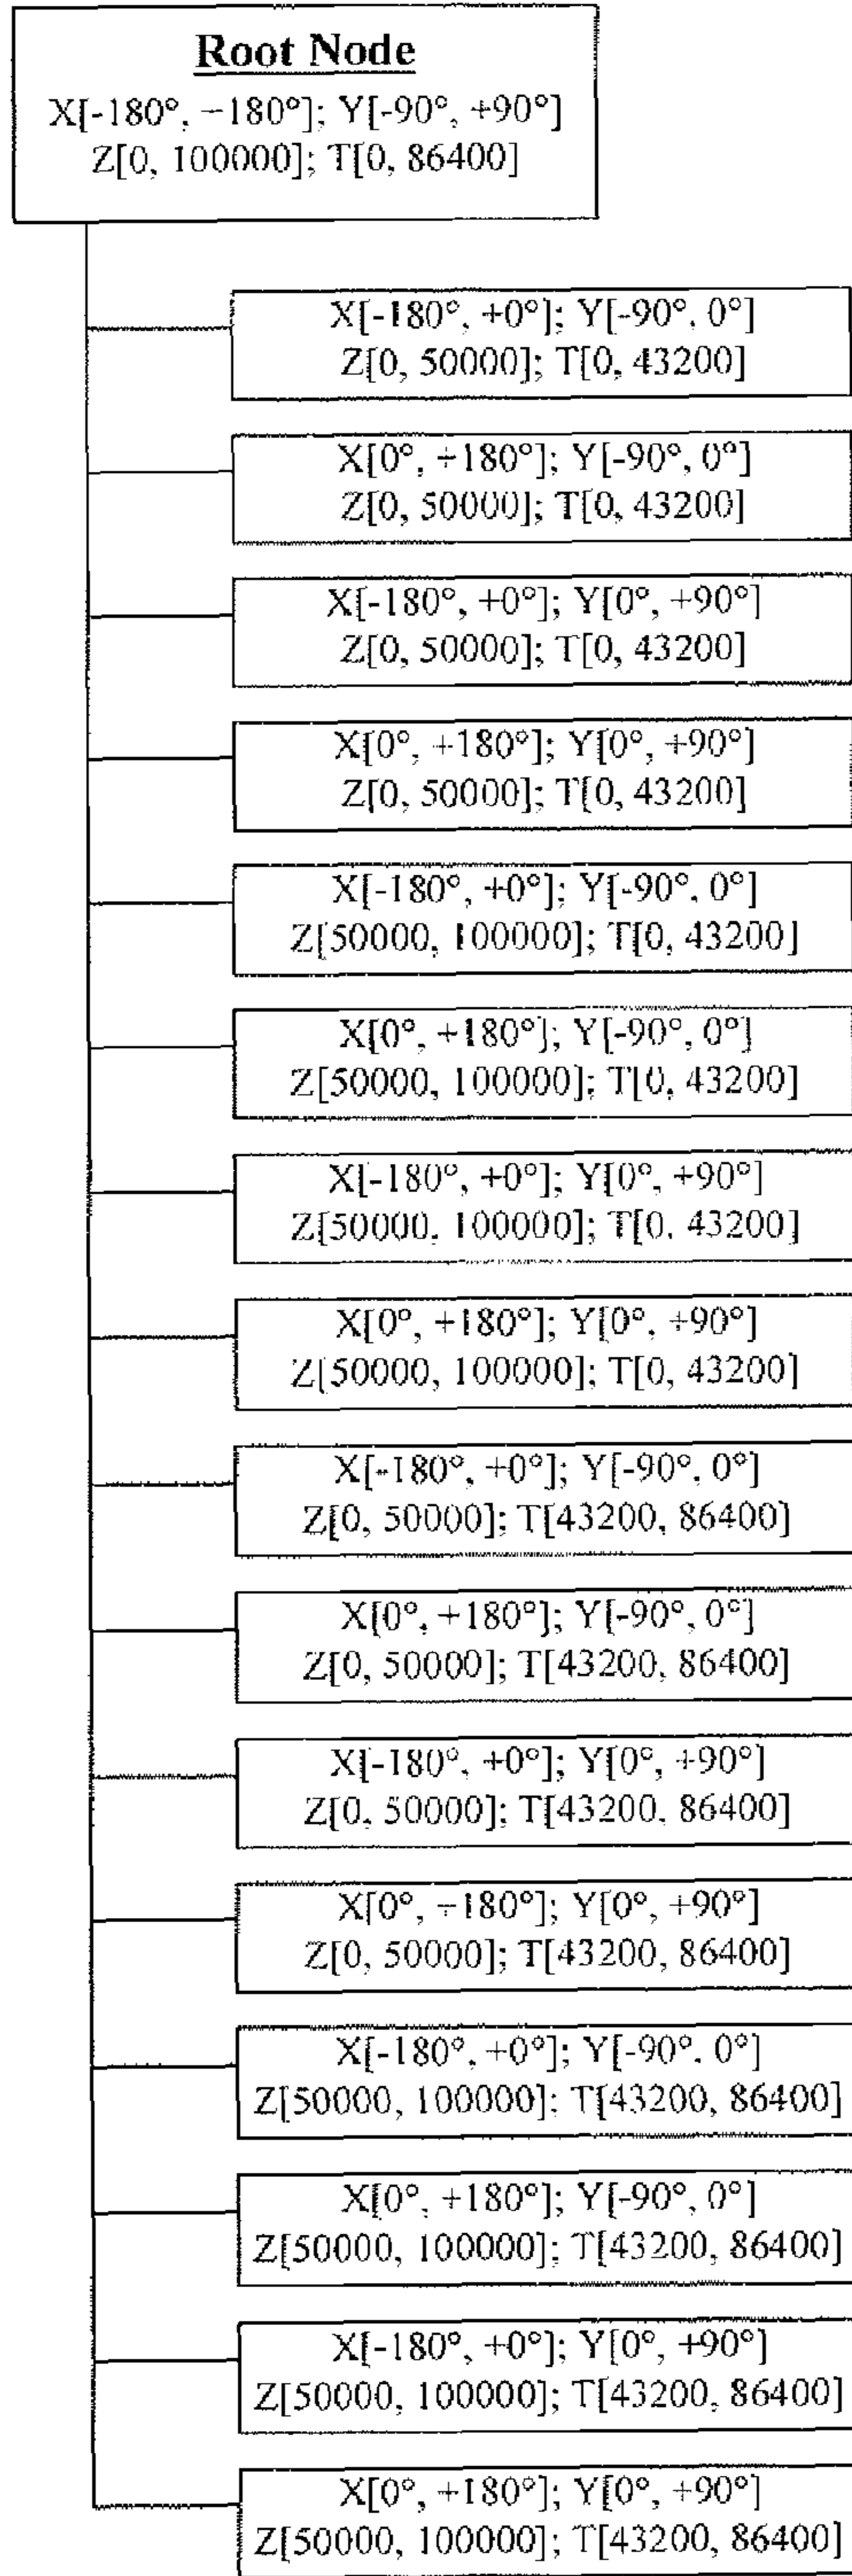 Root Node
X[-180°, +180°]; Y[-90°, +90°]
Z[0, 100000]; T[0, 86400]
X[-180°, +0°]; Y[-90°, 0°]
Z[0, 50000]; T[0, 43200]
X[0°, +180°]; Y[-90°, 0°]
Z[0, 50000]; T[0, 43200]
X[-180°, +0°]; Y[0°, +90°]
Z[0, 50000]; T[0, 43200]
X[0°, +180°]; Y[0°, +90°]
Z[0, 50000]; T[0, 43200]
X[-180°, +0°]; Y[-90°, 0°]
Z[50000, 100000]; T[0, 43200]
X[0°, +180°]; Y[-90°, 0°]
Z[50000, 100000]; T[0, 43200]
X[-180°, +0°]; Y[0°, +90°]
Z[50000, 100000]; T[0, 43200]
X[0°, +180°]; Y[0°, +90°]
Z[50000, 100000]; T[0, 43200]
X[-180°, +0°]; Y[-90°, 0°]
Z[0, 50000]; T[43200, 86400]
X[0°, +180°]; Y[-90°, 0°]
Z[0, 50000]; T[43200, 86400]
X[-180°, +0°]; Y[0°, +90°]
Z[0, 50000]; T[43200, 86400]
X[0°, +180°]; Y[0°, +90°]
Z[0, 50000]; T[43200, 86400]
X[-180°, +0°]; Y[-90°, 0°]
Z[50000, 100000]; T[43200, 86400]
X[0°, +180°]; Y[-90°, 0°]
Z[50000, 100000]; T[43200, 86400]
X[-180°, +0°]; Y[0°, +90°]
Z[50000, 100000]; T[43200, 86400]
X[0°, +180°]; Y[0°, +90°]
Z[50000, 100000]; T[43200, 86400]